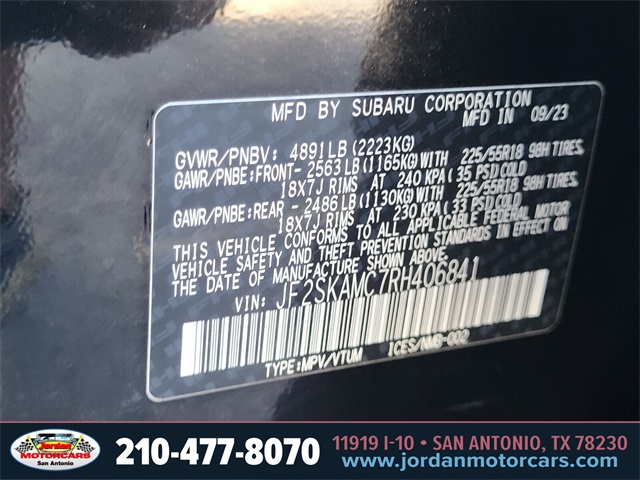 MFD BY SUBARU CORPORATION
MFD IN 09/23
GVWR/PNBV: 4891LB(2223KG)
GAWR/PNBE:FRONT- 2563LB(1165KG)WITH 225/55R18 98H TIRES,
18X7J RIMS AT 240 KPA(35 PSI)COLD
GAWR/PNBE:REAR - 2486LB(1130KG)WITH 225/55R18 98H TIRES,
18X7J RIMS AT 230 KPA(33 PSI)COLD
THIS VEHICLE CONFORMS TO ALL APPLICABLE FEDERAL MOTOR
VEHICLE SAFETY AND THEFT PREVENTION STANDARDS IN EFFECT ON
THE DATE OF MANUFACTURE SHOWN ABOVE.
VIN: JF2SKAMC7RH406841
TYPE:MPV/VTUM ICES/NMB-002
Jordan
MOTORCARS
San Antonio
210-477-8070
11919 I-10 • SAN ANTONIO, TX 78230
www.jordanmotorcars.com